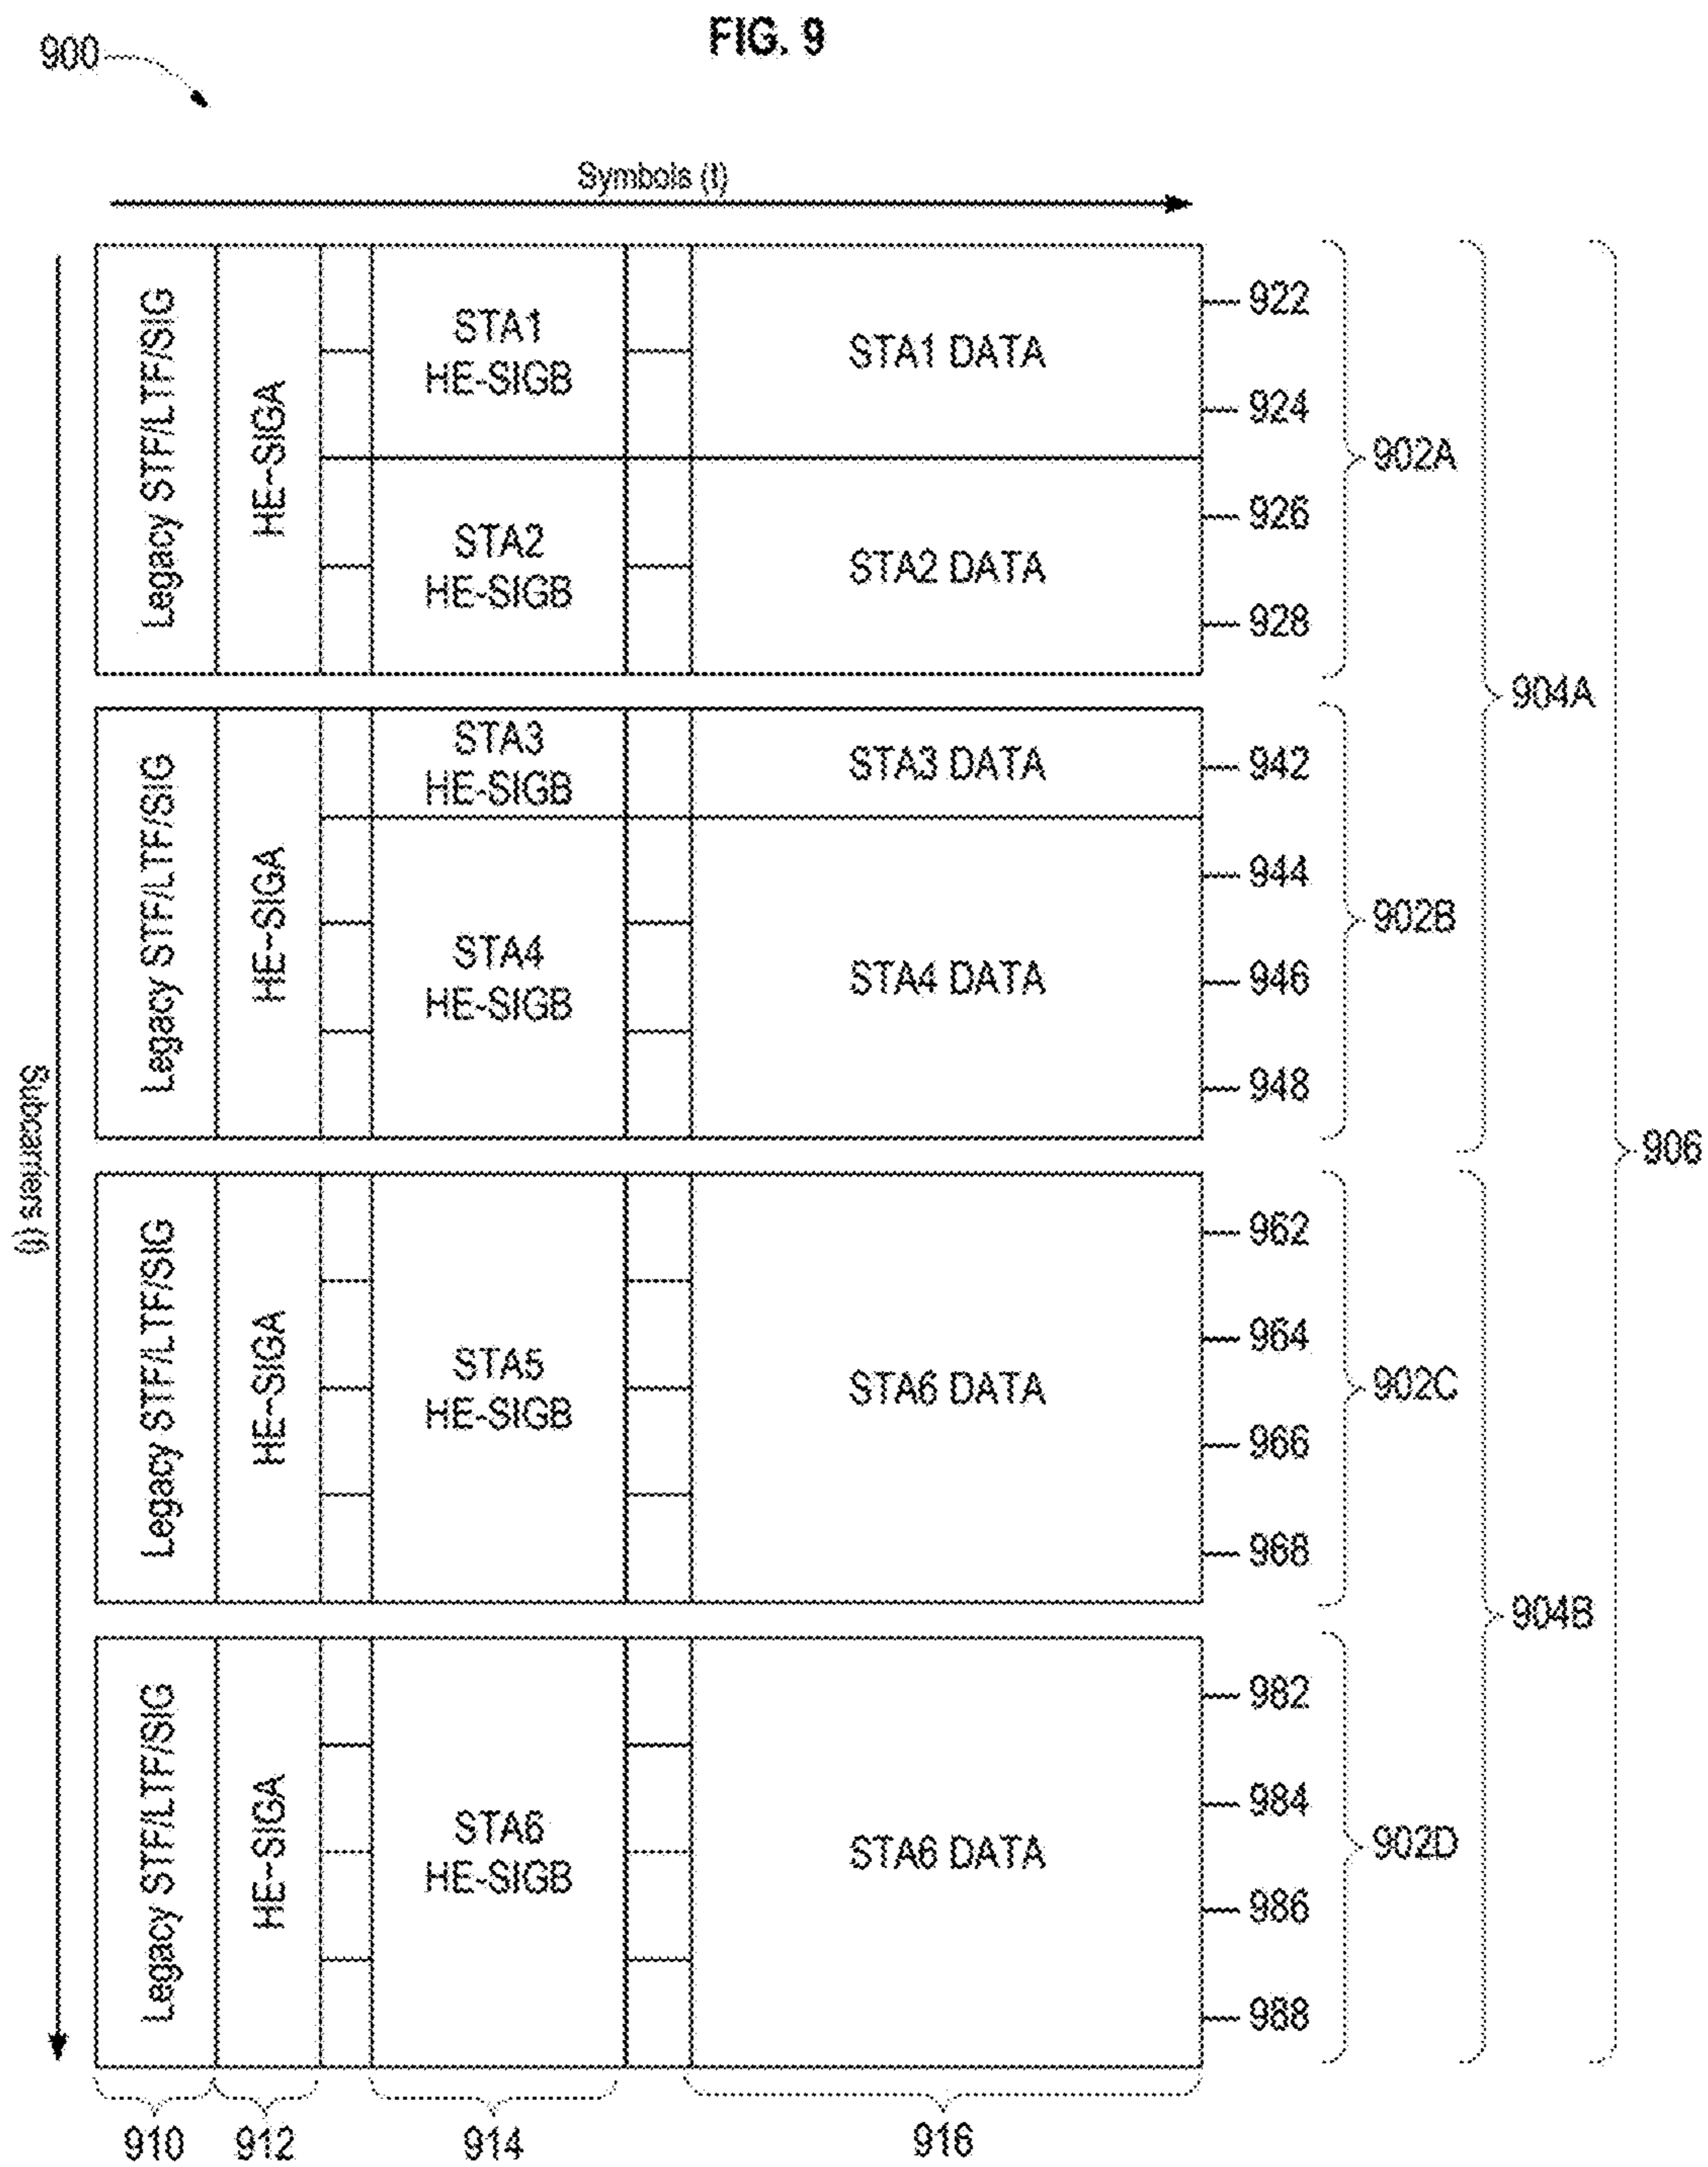 FIG. 9
900
Symbols (t)
Subcarriers (f)
Legacy STF/LTF/SIG
HE-SIGA
STA1
HE-SIGB
STA1 DATA
922
924
STA2
HE-SIGB
STA2 DATA
926
928
902A
904A
Legacy STF/LTF/SIG
HE-SIGA
STA3
HE-SIGB
STA3 DATA
942
STA4
HE-SIGB
STA4 DATA
944
946
948
902B
906
Legacy STF/LTF/SIG
HE-SIGA
STA5
HE-SIGB
STA6 DATA
962
964
966
968
902C
904B
Legacy STF/LTF/SIG
HE-SIGA
STA6
HE-SIGB
STA6 DATA
982
984
986
988
902D
910
912
914
916